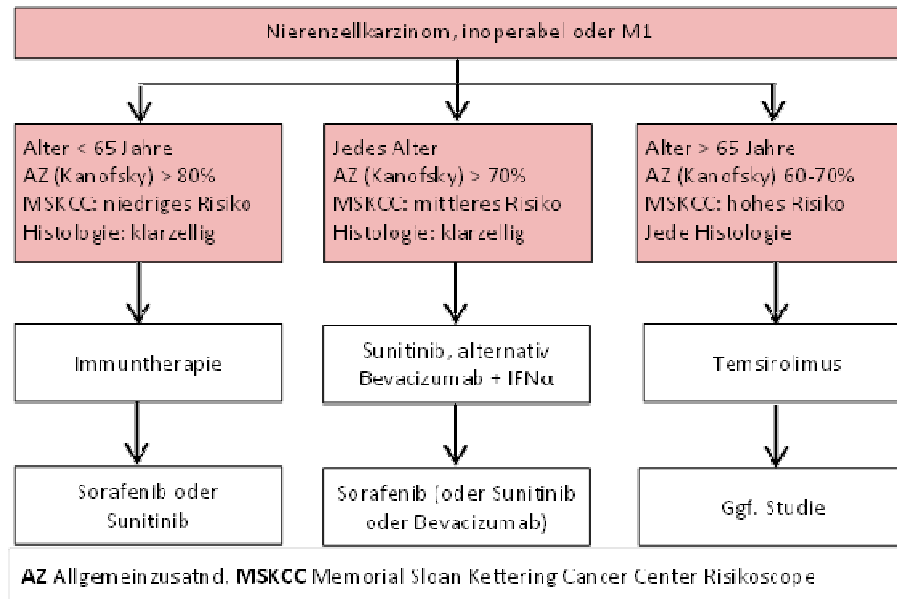 Nierenzellkarzinom, inoperabel oder M1
Alter < 65 Jahre
AZ (Kanofsky) > 80%
MSKCC: niedriges Risiko
Histologie: klarzellig
Jedes Alter
AZ (Kanofsky) > 70%
MSKCC: mittleres Risiko
Histologie: klarzellig
Alter > 65 Jahre
AZ (Kanofsky) 60-70%
MSKCC: hohes Risiko
Jede Histologie
Immuntherapie
Sunitinib, alternativ
Bevacizumab + IFNα
Temsirolimus
Sorafenib oder
Sunitinib
Sorafenib (oder Sunitinib
oder Bevacizumab)
Ggf. Studie
AZ Allgemeinzusatnd, MSKCC Memorial Sloan Kettering Cancer Center Risikoscope